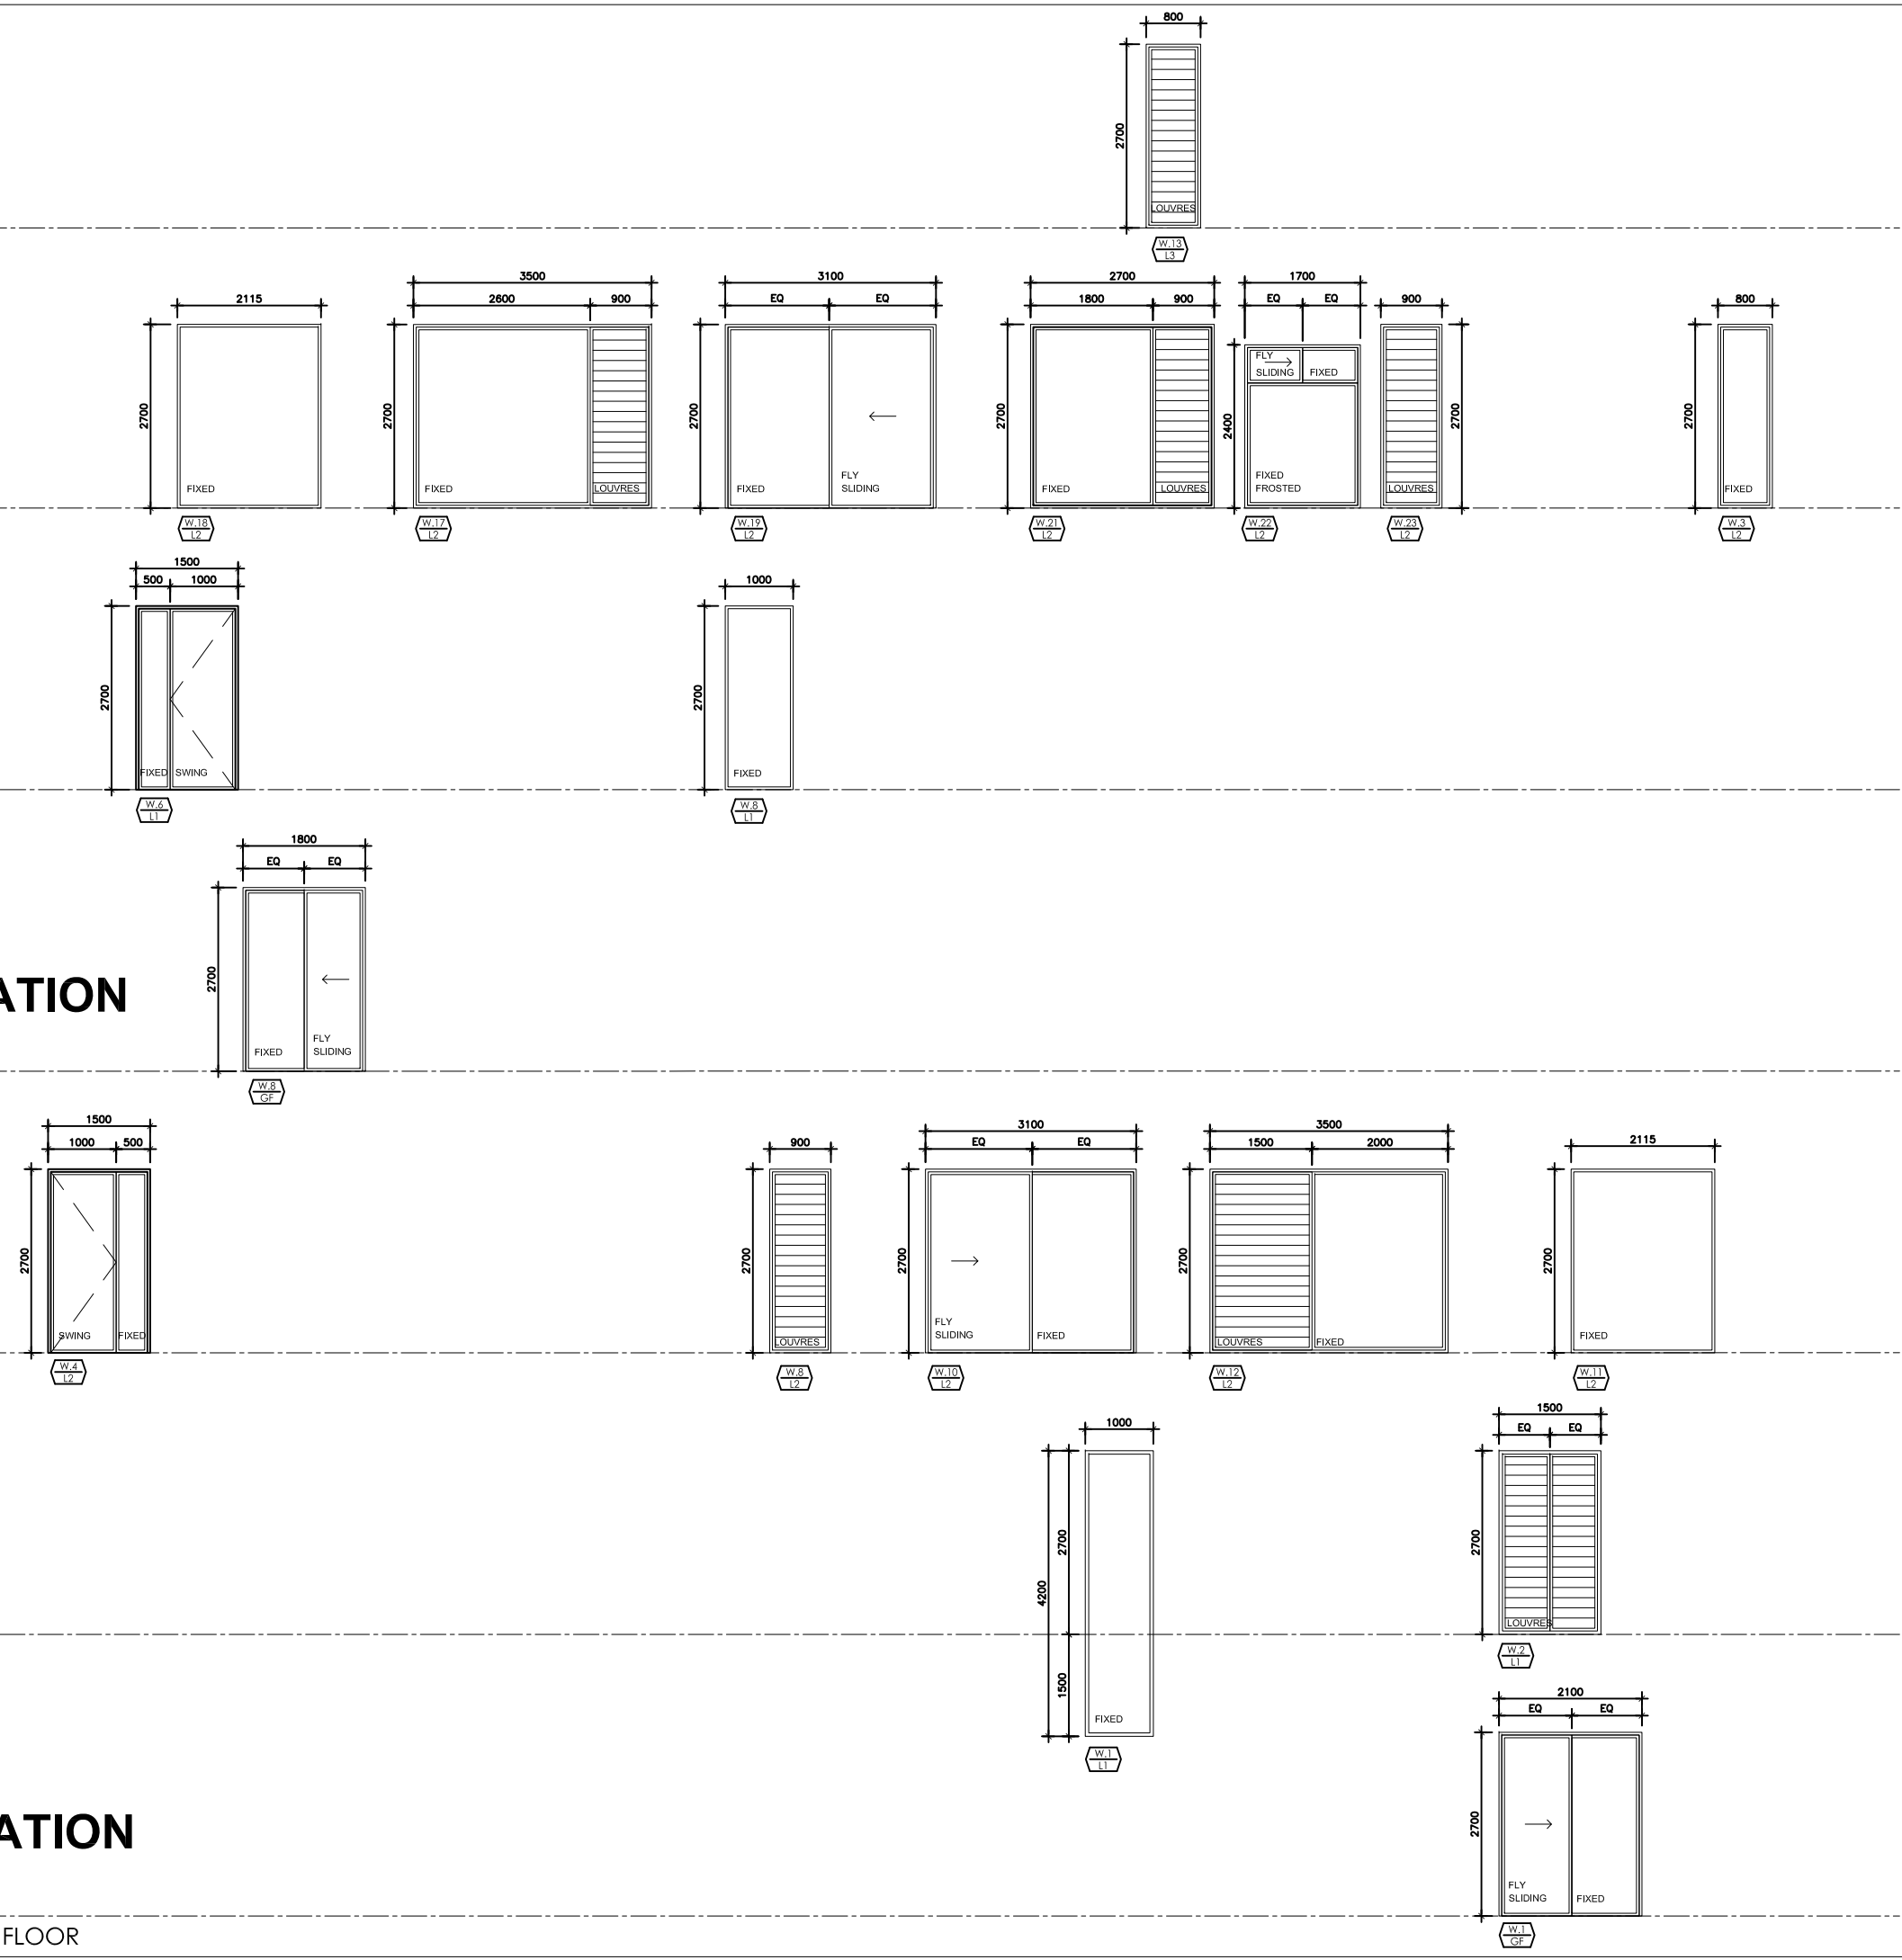 800
2700
LOUVRES
W.13
L3
2115
2700
FIXED
W.18
L2
3500
2600 900
2700
FIXED
LOUVRES
W.17
L2
3100
EQ EQ
2700
FIXED
FLY
SLIDING
W.19
L2
2700
1800 900
2700
FIXED
LOUVRES
W.21
L2
1700
EQ EQ
2400
FLY
SLIDING
FIXED
FIXED
FROSTED
W.22
L2
900
2700
LOUVRES
W.23
L2
800
2700
FIXED
W.3
L2
1500
500 1000
2700
FIXED SWING
W.6
L1
1000
2700
FIXED
W.8
L1
1800
EQ EQ
2700
FIXED
FLY
SLIDING
W.8
GF
ATION
1500
1000 500
2700
SWING FIXED
W.4
L2
900
2700
LOUVRES
W.8
L2
3100
EQ EQ
2700
FLY
SLIDING
FIXED
W.10
L2
3500
1500 2000
2700
LOUVRES FIXED
W.12
L2
2115
2700
FIXED
W.11
L2
1000
2700
4200
1500
FIXED
W.1
L1
1500
EQ EQ
2700
LOUVRES
W.2
L1
2100
EQ EQ
2700
FLY
SLIDING
FIXED
W.1
GF
ATION
FLOOR